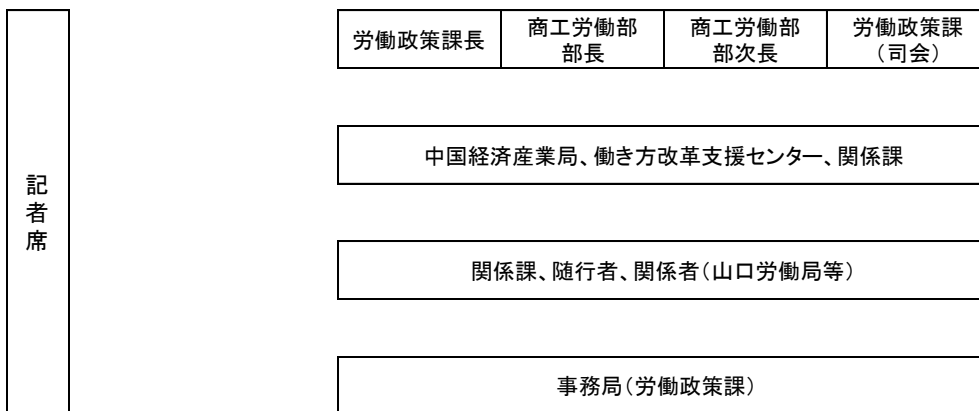 労働政策課長
商工労働部
部長
商工労働部
部次長
労働政策課
（司会）
中国経済産業局、働き方改革支援センター、関係課
記者席
関係課、随行者、関係者（山口労働局等）
事務局（労働政策課）